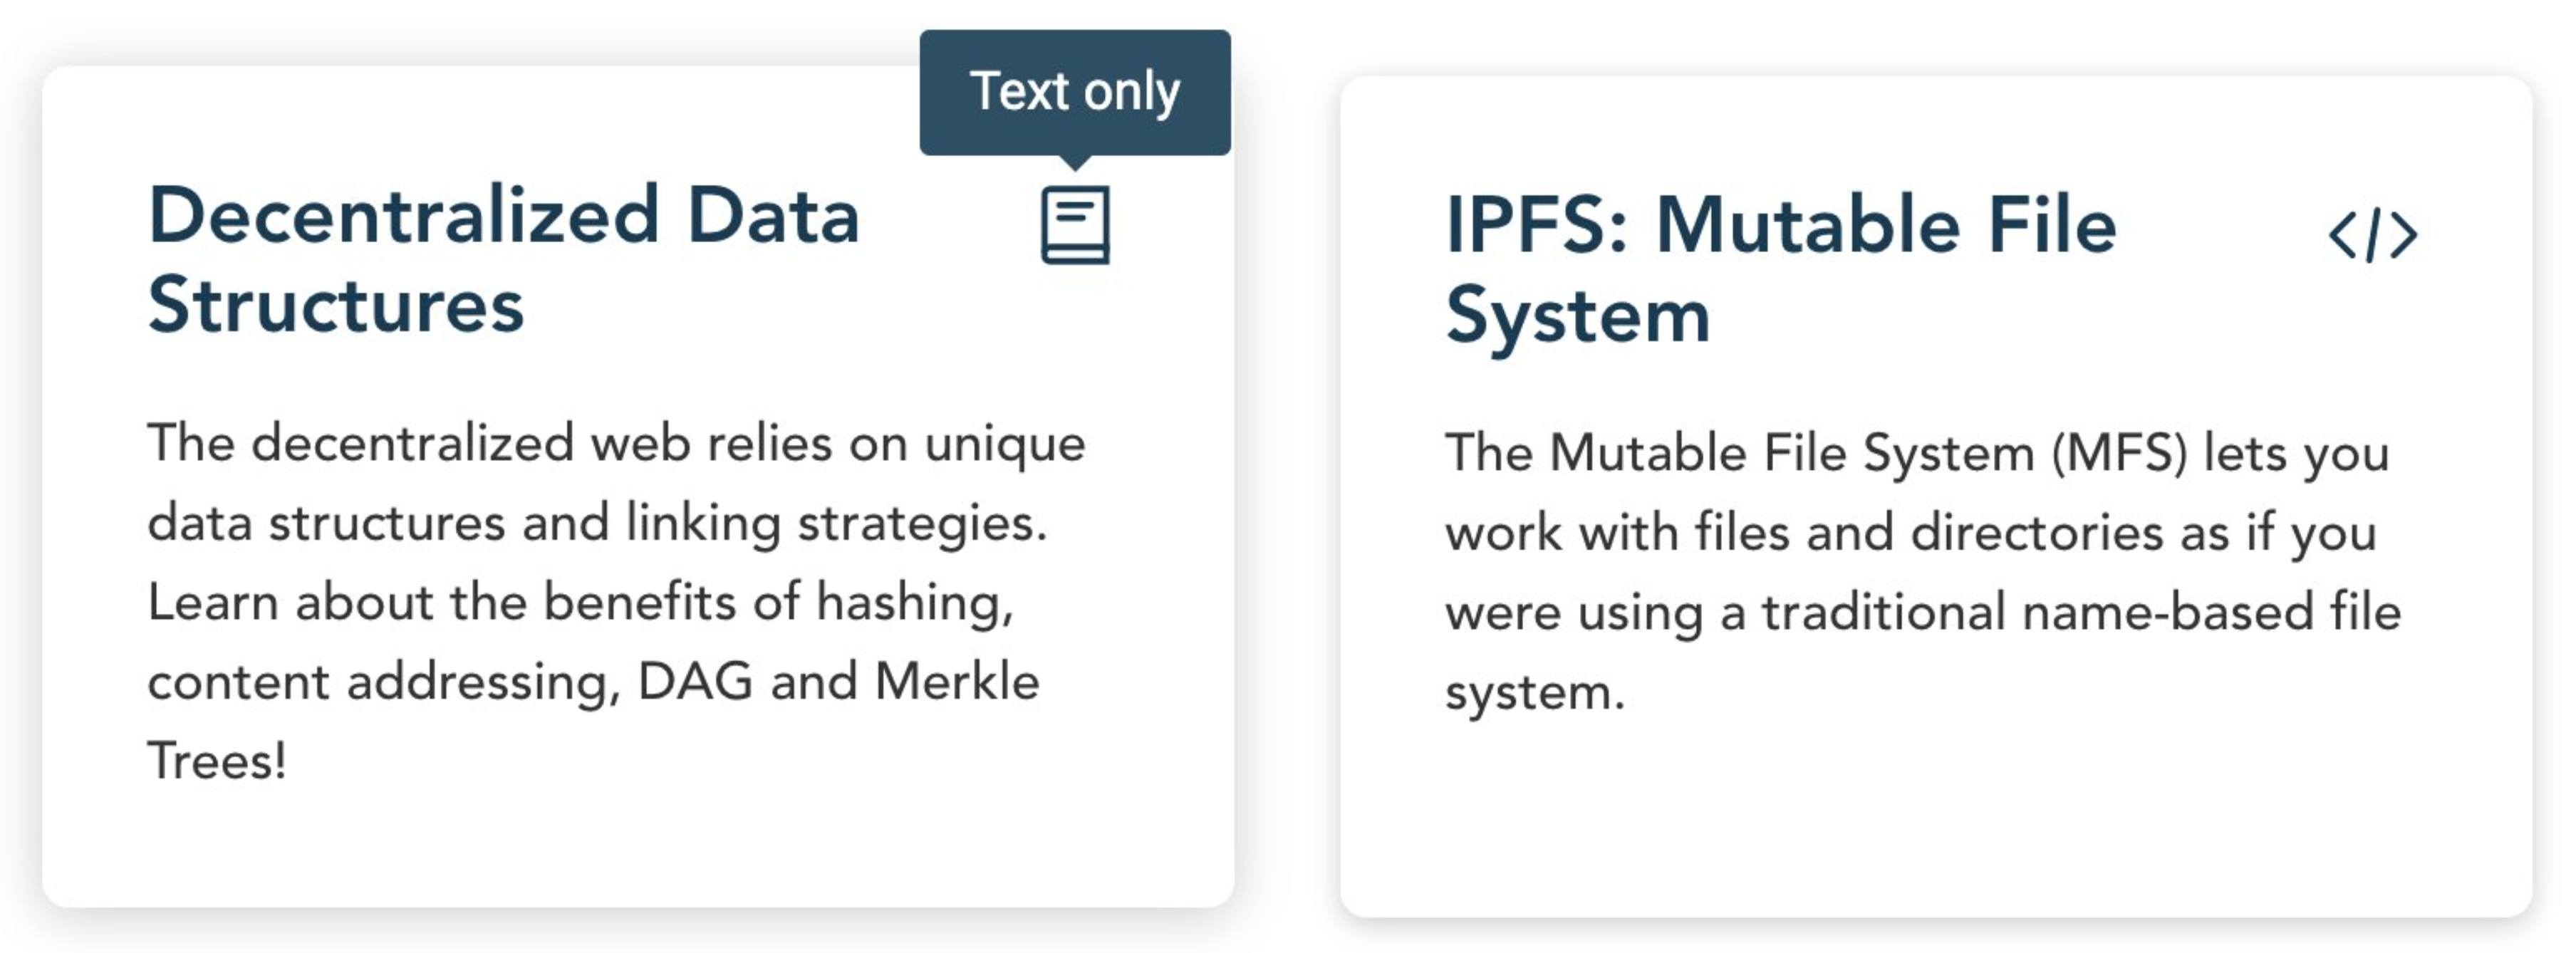 Text only
Decentralized Data
Structures
The decentralized web relies on unique
data structures and linking strategies.
Learn about the benefits of hashing,
content addressing, DAG and Merkle
Trees!
IPFS: Mutable File
System
</>
The Mutable File System (MFS) lets you
work with files and directories as if you
were using a traditional name-based file
system.